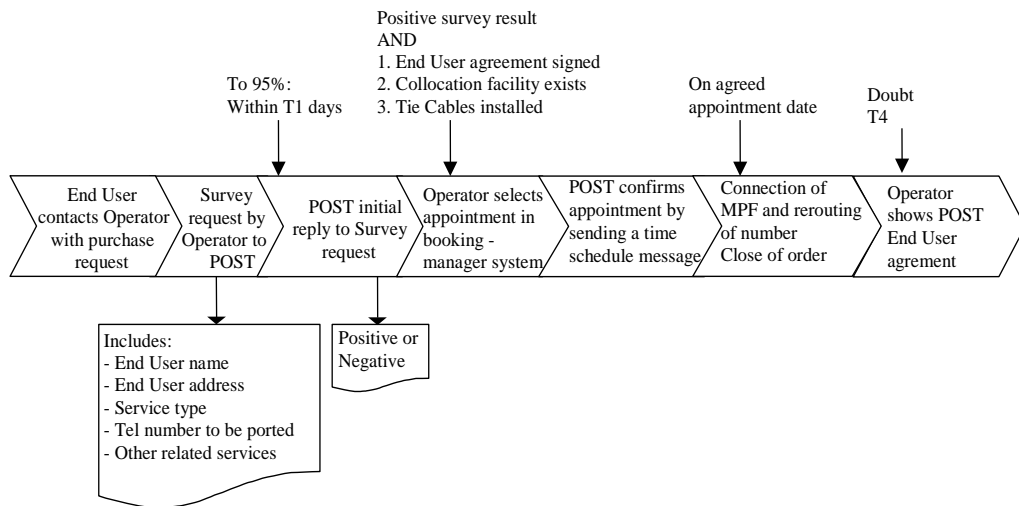 Positive survey result
AND
1. End User agreement signed
2. Collocation facility exists
3. Tie Cables installed
To 95%:
Within T1 days
On agreed
appointment date
Doubt
T4
End User
contacts Operator
with purchase
request
Survey
request by
Operator to
POST
POST initial
reply to Survey
request
Operator selects
appointment in
booking -
manager system
POST confirms
appointment by
sending a time
schedule message
Connection of
MPF and rerouting
of number
Close of order
Operator
shows POST
End User
agrement
Includes:
- End User name
- End User address
- Service type
- Tel number to be ported
- Other related services
Positive or
Negative